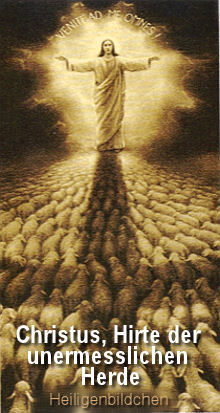 VENITE AD ME OMNES!
Christus, Hirte der
unermesslichen
Herde
Heiligenbildchen